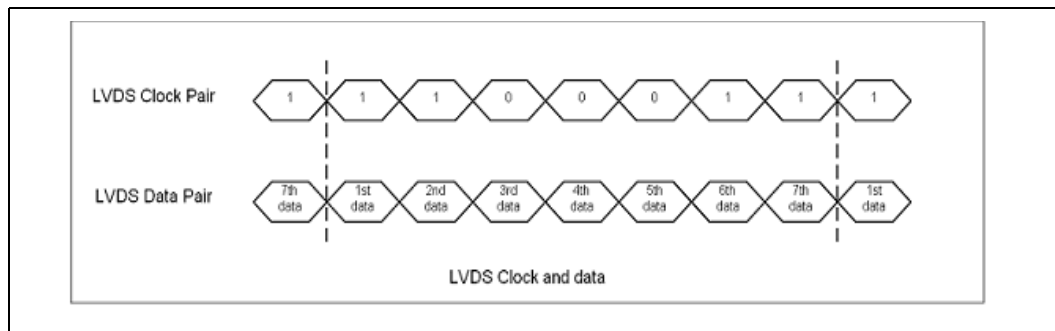 LVDS Clock Pair 1 1 1 0 0 0 1 1 1
LVDS Data Pair 7th data 1st data 2nd data 3rd data 4th data 5th data 6th data 7th data 1st data
LVDS Clock and data